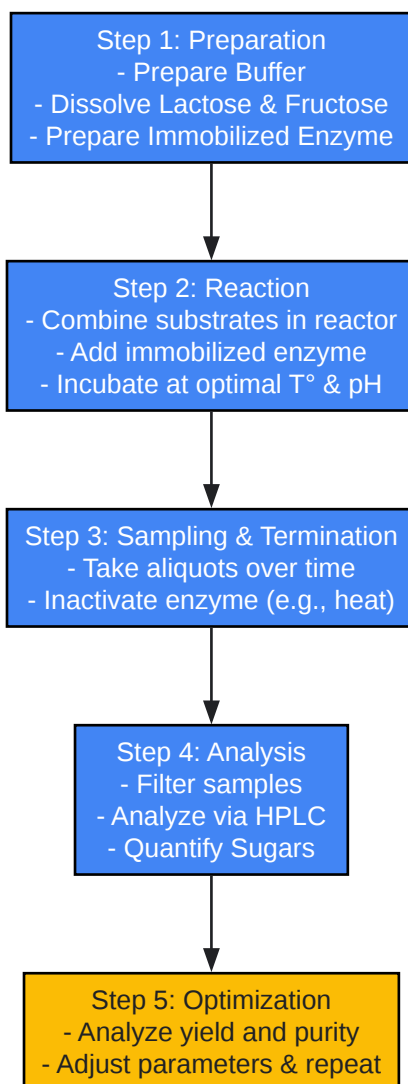 Step 1: Preparation
- Prepare Buffer
- Dissolve Lactose & Fructose
- Prepare Immobilized Enzyme
Step 2: Reaction
- Combine substrates in reactor
- Add immobilized enzyme
- Incubate at optimal T° & pH
Step 3: Sampling & Termination
- Take aliquots over time
- Inactivate enzyme (e.g., heat)
Step 4: Analysis
- Filter samples
- Analyze via HPLC
- Quantify Sugars
Step 5: Optimization
- Analyze yield and purity
- Adjust parameters & repeat